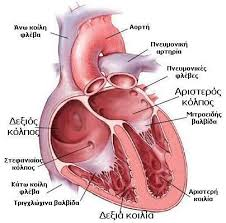 Άνω κοίλη
φλέβα
Αορτή
Πνευμονική
αρτηρία
Πνευμονικές
φλέβες
Αριστερός
κόλπος
Μιτροειδής
βαλβίδα
Δεξιός
κόλπος
Στεφανιαίος
κόλπος
Κάτω κοίλη
φλέβα
Τριγχλώχινα βαλβίδα
Δεξιά κοιλία
Αριστερή
κοιλία